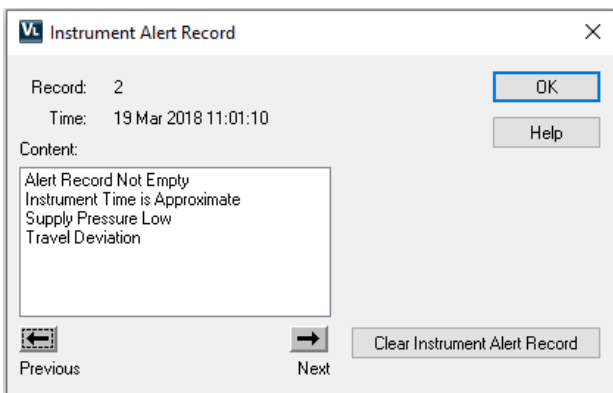 VL Instrument Alert Record
Record: 2
OK
Time: 19 Mar 2018 11:01:10
Help
Content:
Alert Record Not Empty
Instrument Time is Approximate
Supply Pressure Low
Travel Deviation
Clear Instrument Alert Record
Previous
Next